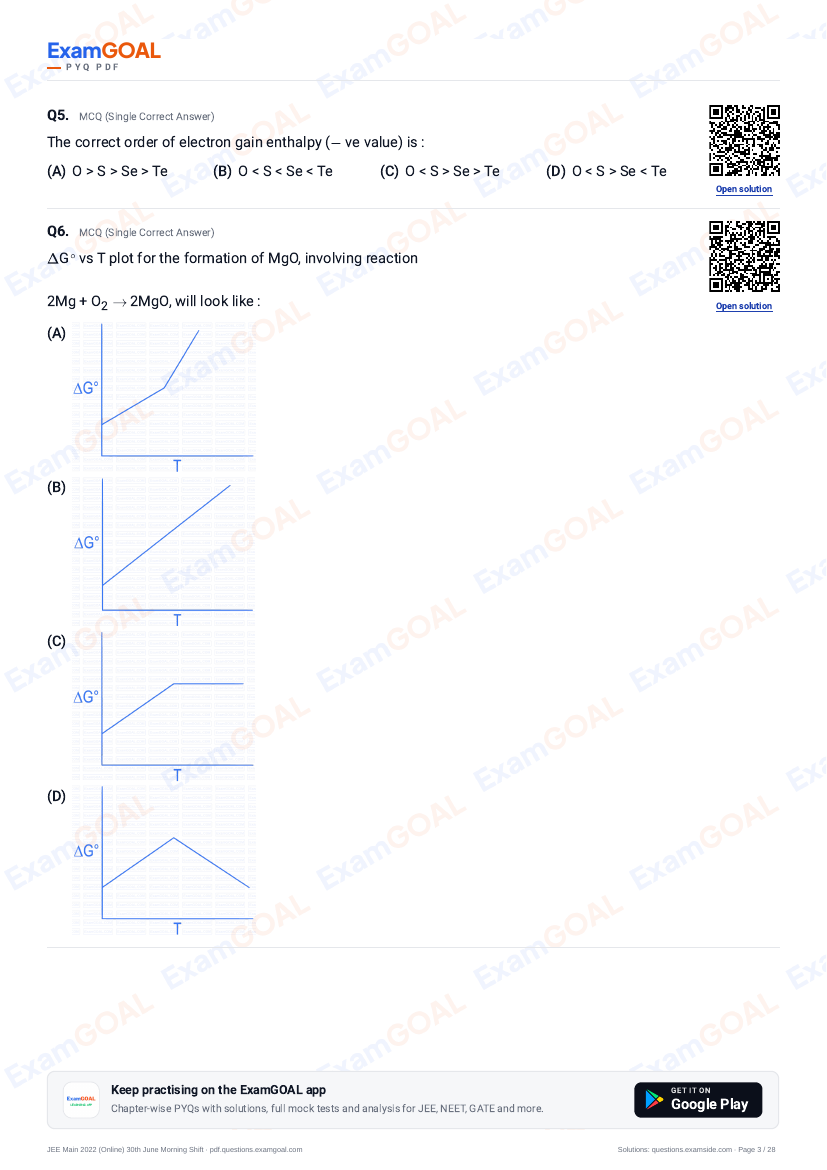 ExamGOAL
PYQ PDF
Q5. MCQ (Single Correct Answer)
The correct order of electron gain enthalpy (− ve value) is :
(A) O > S > Se > Te (B) O < S < Se < Te (C) O < S > Se > Te (D) O < S > Se < Te
Open solution
Q6. MCQ (Single Correct Answer)
ΔG° vs T plot for the formation of MgO, involving reaction
2Mg + O₂ → 2MgO, will look like :
Open solution
(A)
ΔG°
T
(B)
ΔG°
T
(C)
ΔG°
T
(D)
ΔG°
T
Keep practising on the ExamGOAL app
Chapter-wise PYQs with solutions, full mock tests and analysis for JEE, NEET, GATE and more.
GET IT ON
Google Play
JEE Main 2022 (Online) 30th June Morning Shift · pdf.questions.examgoal.com
Solutions: questions.examside.com · Page 3 / 28